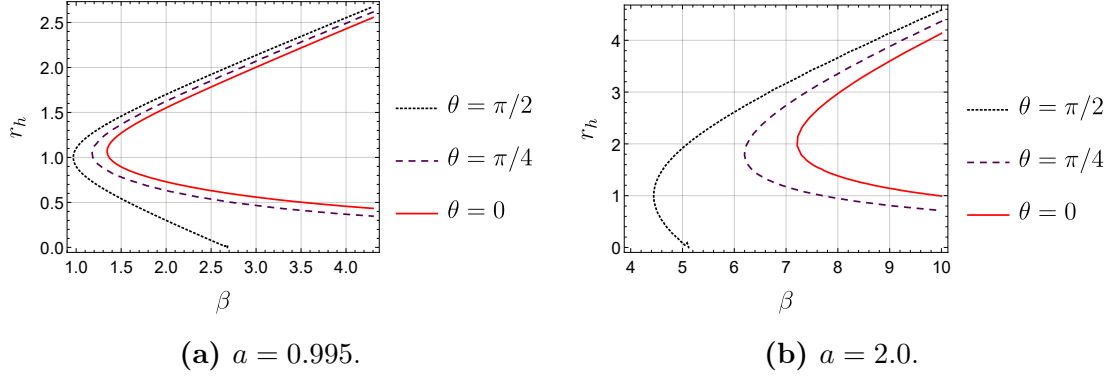 2.5
2.0
1.5
1.0
0.5
0.0
r_h
1.0 1.5 2.0 2.5 3.0 3.5 4.0
β
θ = π/2
θ = π/4
θ = 0
(a) a = 0.995.
4
3
2
1
0
r_h
4 5 6 7 8 9 10
β
θ = π/2
θ = π/4
θ = 0
(b) a = 2.0.